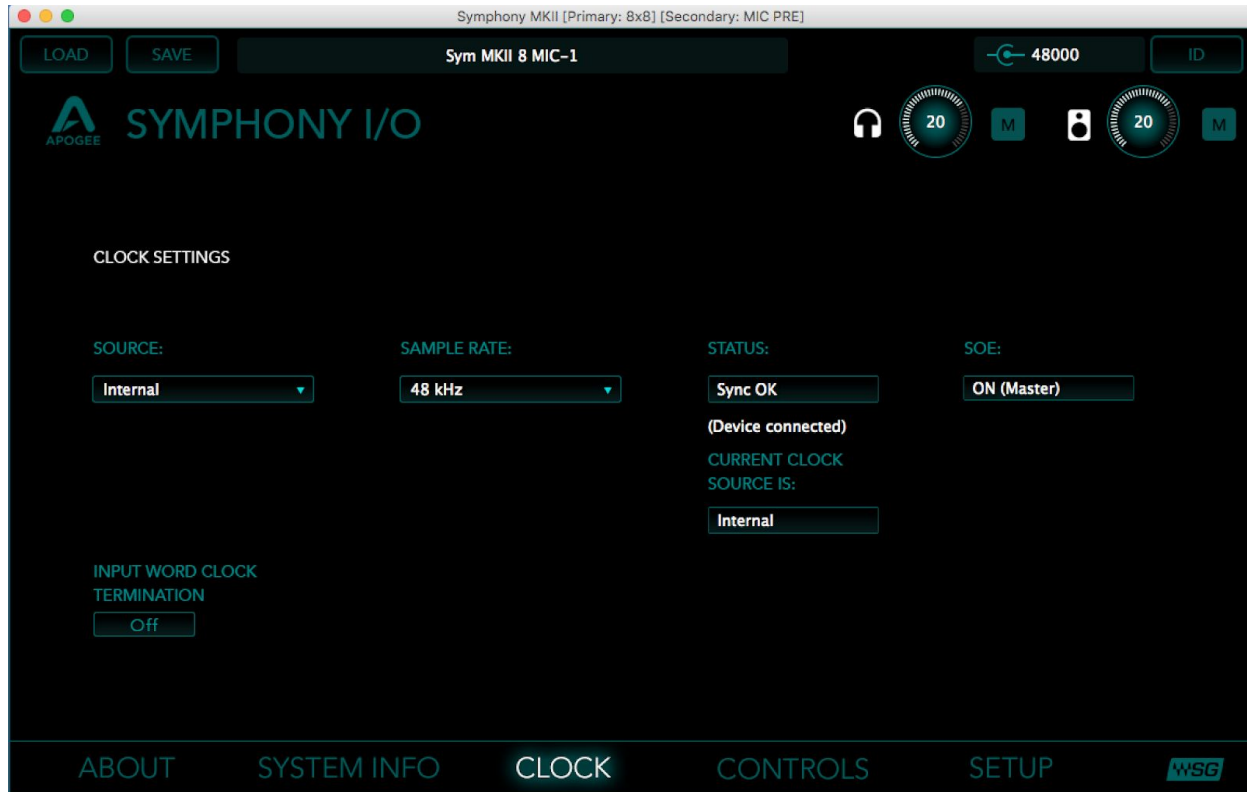 Symphony MKII [Primary: 8x8] [Secondary: MIC PRE]
LOAD SAVE Sym MKII 8 MIC-1 48000 ID
APOGEE SYMPHONY I/O 20 M 20 M
CLOCK SETTINGS
SOURCE: SAMPLE RATE: STATUS: SOE:
Internal 48 kHz Sync OK ON (Master)
(Device connected)
CURRENT CLOCK
SOURCE IS:
Internal
INPUT WORD CLOCK
TERMINATION
Off
ABOUT SYSTEM INFO CLOCK CONTROLS SETUP WSG